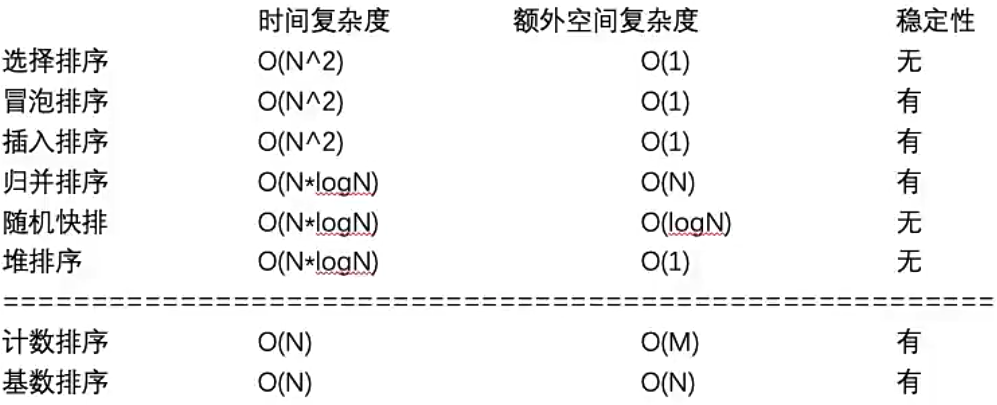 时间复杂度 额外空间复杂度 稳定性
选择排序 O(N^2) O(1) 无
冒泡排序 O(N^2) O(1) 有
插入排序 O(N^2) O(1) 有
归并排序 O(N*logN) O(N) 有
随机快排 O(N*logN) O(logN) 无
堆排序 O(N*logN) O(1) 无
========================================================
计数排序 O(N) O(M) 有
基数排序 O(N) O(N) 有